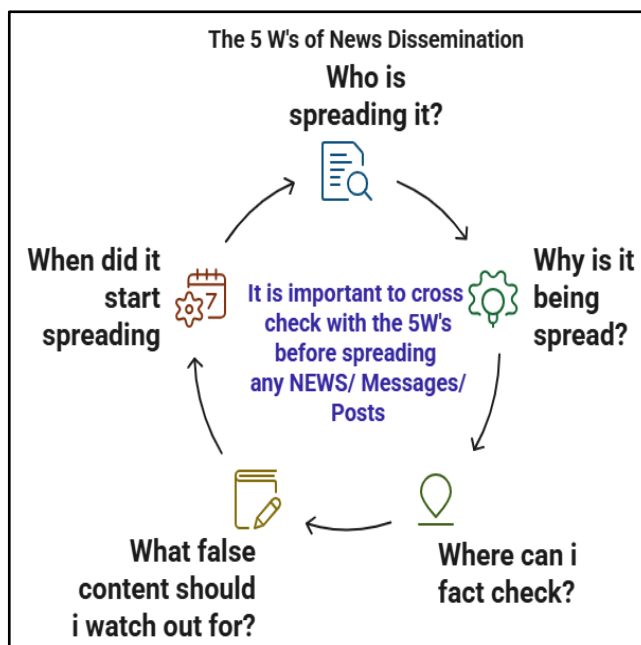 The 5 W's of News Dissemination
Who is
spreading it?
Why is it
being
spread?
Where can i
fact check?
What false
content should
i watch out for?
When did it
start
spreading
7
It is important to cross
check with the 5W's
before spreading
any NEWS/ Messages/
Posts